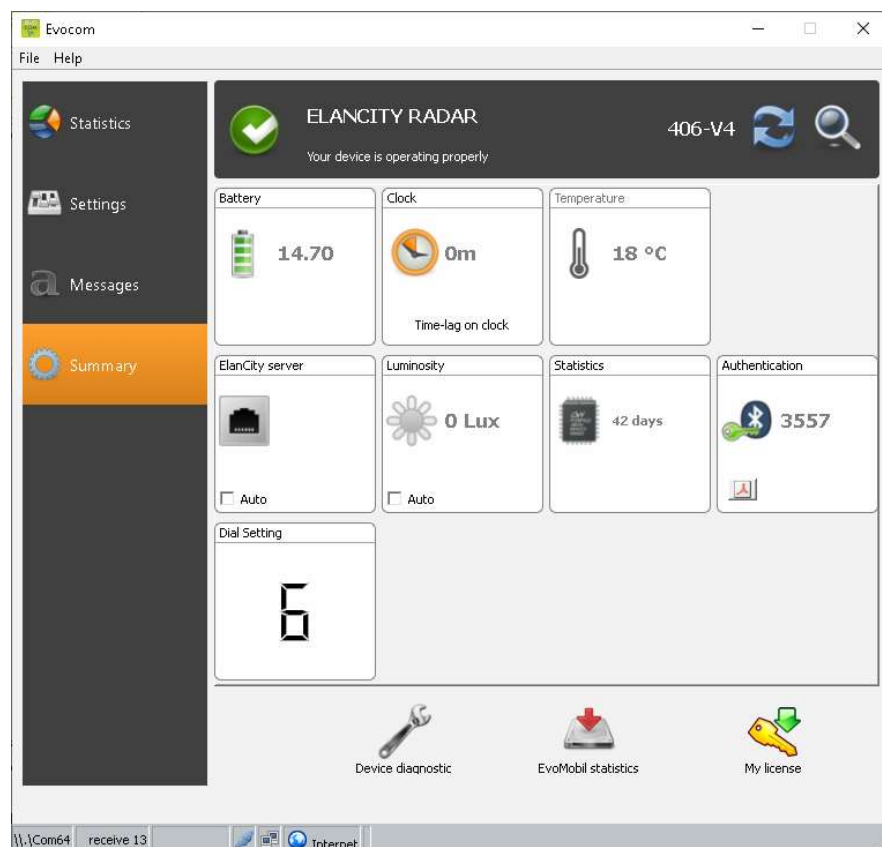 Evocom
File Help
Statistics
Settings
Messages
Summary
ELANCITY RADAR
Your device is operating properly
406-V4
Battery
14.70
Clock
0m
Time-lag on clock
Temperature
18 °C
ElanCity server
Auto
Luminosity
0 Lux
Auto
Statistics
42 days
Authentication
3557
Dial Setting
6
Device diagnostic
EvoMobil statistics
My license
\\.\Com64 receive 13 Internet